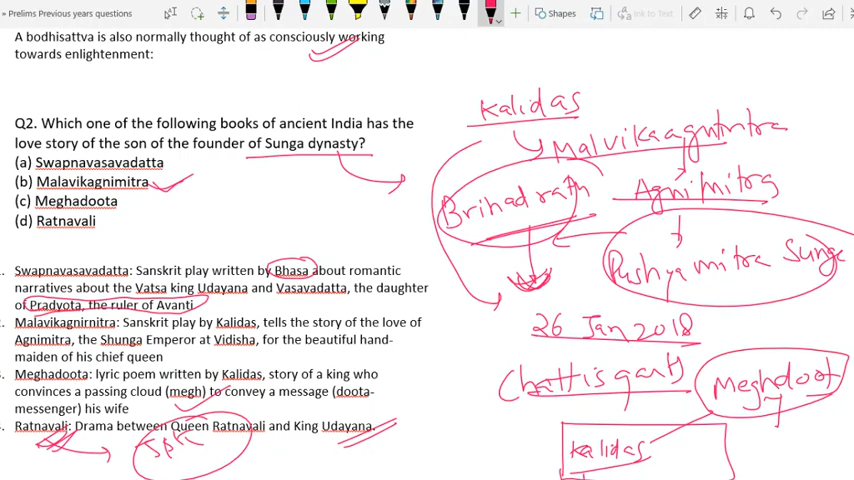 » Prelims Previous years questions
Shapes
Ink to Text
A bodhisattva is also normally thought of as consciously working
towards enlightenment:
Q2. Which one of the following books of ancient India has the
love story of the son of the founder of Sunga dynasty?
(a) Swapnavasavadatta
(b) Malavikagnimitra
(c) Meghadoota
(d) Ratnavali
Swapnavasavadatta: Sanskrit play written by Bhasa about romantic
narratives about the Vatsa king Udayana and Vasavadatta, the daughter
of Pradyota, the ruler of Avanti
Malavikagnirnitra: Sanskrit play by Kalidas, tells the story of the love of
Agnimitra, the Shunga Emperor at Vidisha, for the beautiful hand-
maiden of his chief queen
Meghadoota: lyric poem written by Kalidas, story of a king who
convinces a passing cloud (megh) to convey a message (doota-
messenger) his wife
Ratnavali: Drama between Queen Ratnavali and King Udayana.
Kalidas
Malvikaagnimitra
Brihadrath
Agnimitra
Pushyamitra Sunga
26 Jan 2018
Chattisgarh
Meghdoot
Kalidas